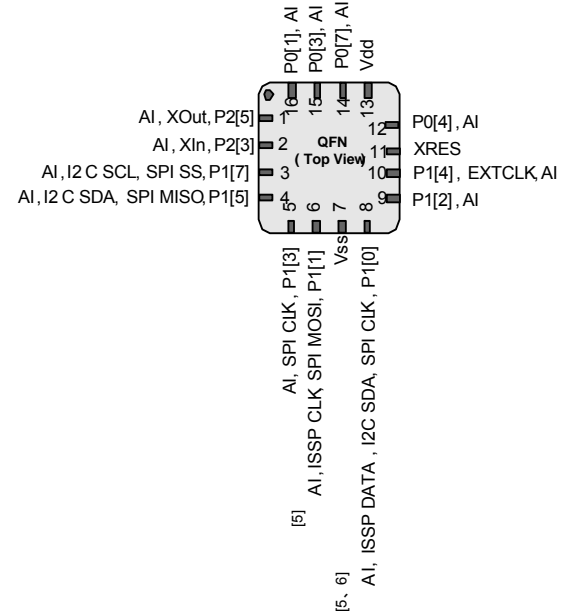 P0[1], AI
P0[3], AI
P0[7], AI
Vdd
16
15
14
13
AI, XOut, P2[5]
1
AI, XIn, P2[3]
2
AI, I2 C SCL, SPI SS, P1[7]
3
AI, I2 C SDA, SPI MISO, P1[5]
4
QFN
( Top View)
12
P0[4], AI
11
XRES
10
P1[4], EXTCLK, AI
9
P1[2], AI
5
6
7
8
AI, SPI CLK, P1[3]
AI, ISSP CLK, SPI MOSI, P1[1]
Vss
AI, ISSP DATA, I2C SDA, SPI CLK, P1[0]
[5]
[5、6]